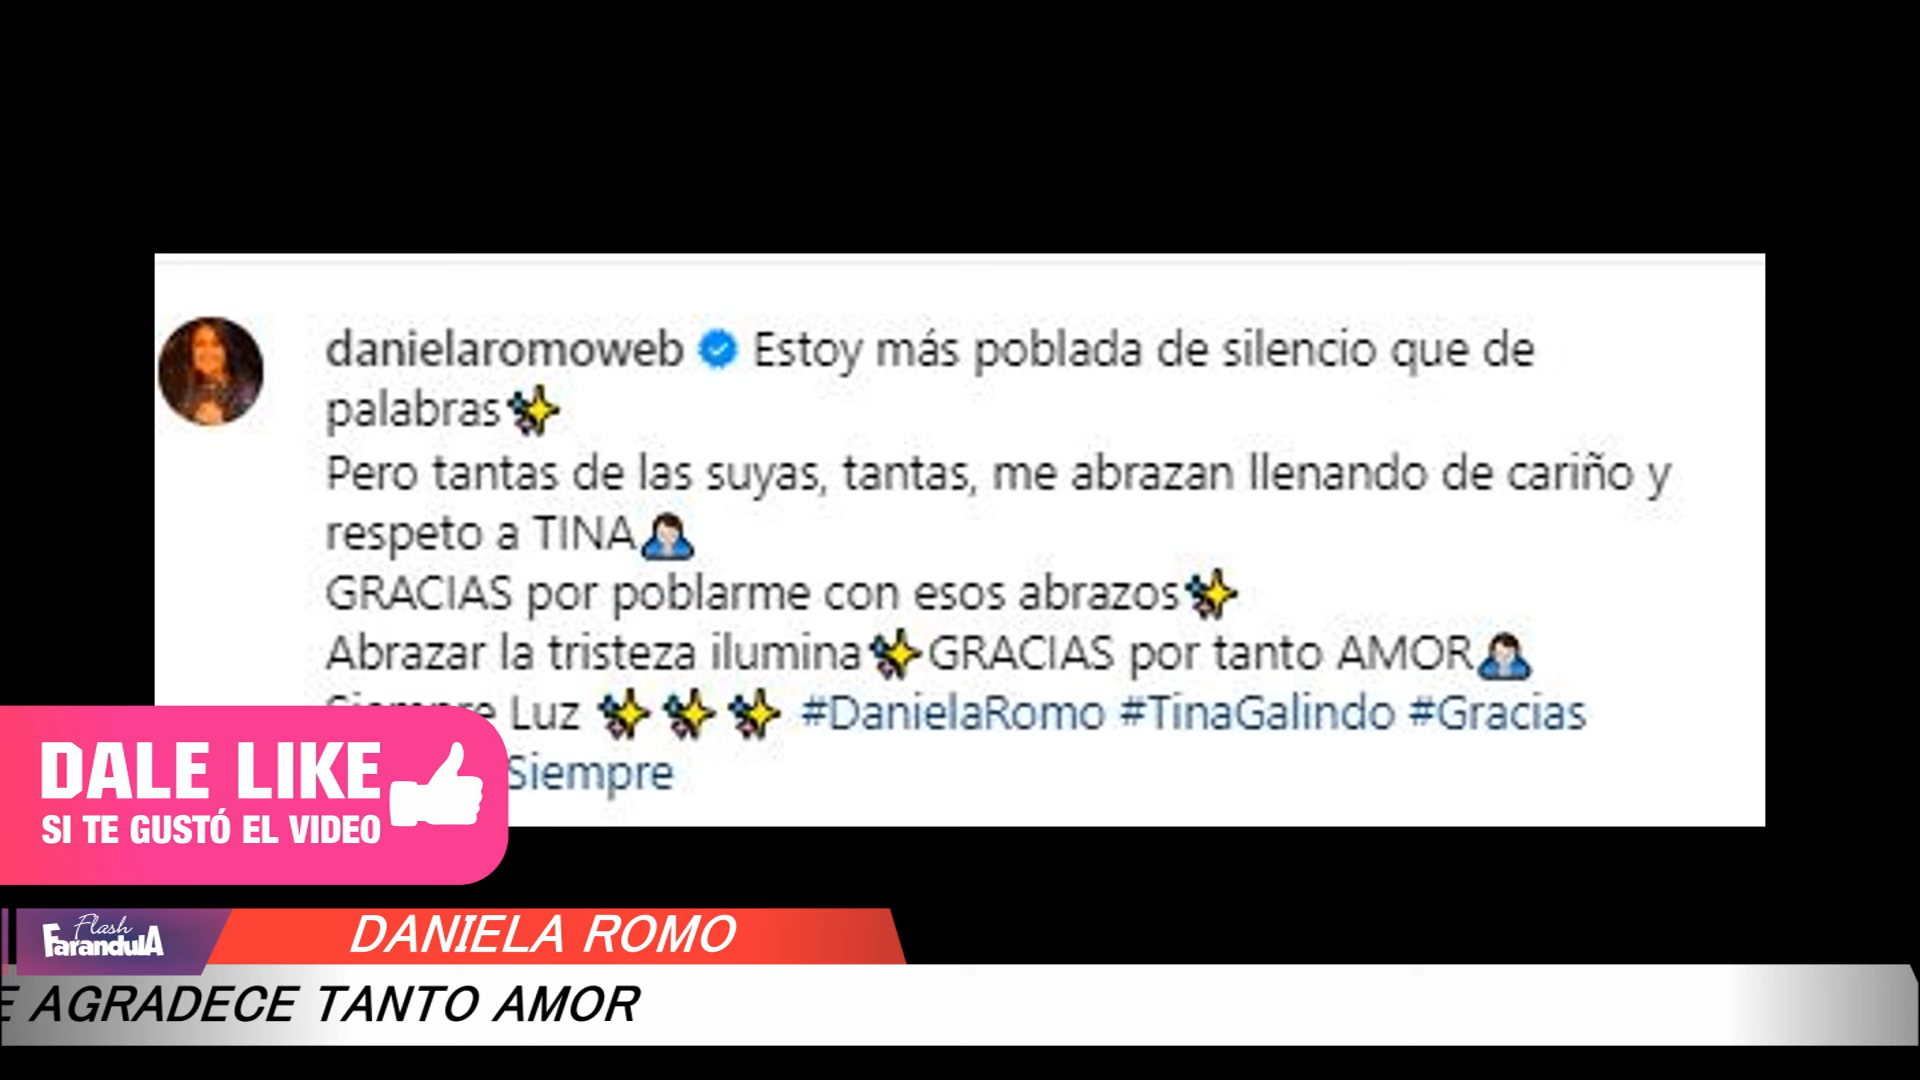 danielaromoweb Estoy más poblada de silencio que de
palabras✨
Pero tantas de las suyas, tantas, me abrazan llenando de cariño y
respeto a TINA🙇
GRACIAS por poblarme con esos abrazos✨
Abrazar la tristeza ilumina✨GRACIAS por tanto AMOR🙇
Luz ✨✨✨ #DanielaRomo #TinaGalindo #Gracias
Siempre
DALE LIKE
SI TE GUSTÓ EL VIDEO
Flash
FarandulA
DANIELA ROMO
E AGRADECE TANTO AMOR